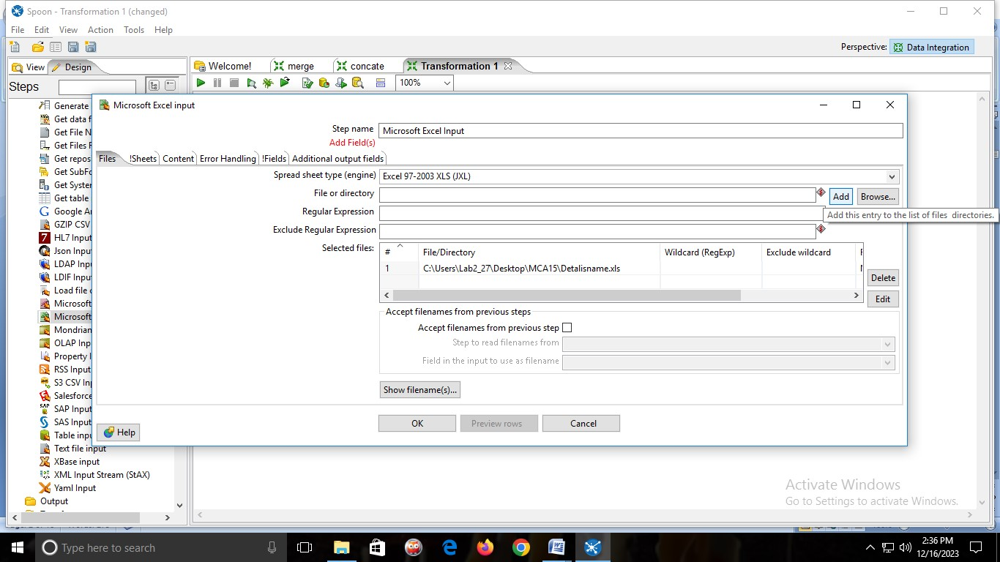 Spoon - Transformation 1 (changed)
File Edit View Action Tools Help
Perspective: Data Integration
View Design
Welcome! merge concate Transformation 1
Steps
100%
Generate
Get data f
Get File N
Get Files R
Get repos
Get SubFo
Get System
Get table
Google An
GZIP CSV
HL7 Input
Json Input
LDAP Inpu
LDIF Input
Load file c
Microsoft
Microsoft
Mondrian
OLAP Inp
Property I
RSS Input
S3 CSV Inp
Salesforce
SAP Input
SAS Input
Table inpu
Text file input
XBase input
XML Input Stream (StAX)
Yaml Input
Output
Microsoft Excel input
Step name Microsoft Excel Input
Add Field(s)
Files !Sheets Content Error Handling !Fields Additional output fields
Spread sheet type (engine) Excel 97-2003 XLS (JXL)
File or directory Add Browse...
Regular Expression
Add this entry to the list of files directories.
Exclude Regular Expression
Selected files: # File/Directory Wildcard (RegExp) Exclude wildcard
1 C:\Users\Lab2_27\Desktop\MCA15\Detalisname.xls
Delete
Edit
Accept filenames from previous steps
Accept filenames from previous step
Step to read filenames from
Field in the input to use as filename
Show filename(s)...
OK Preview rows Cancel
Help
Activate Windows
Go to Settings to activate Windows.
Type here to search
2:36 PM
12/16/2023